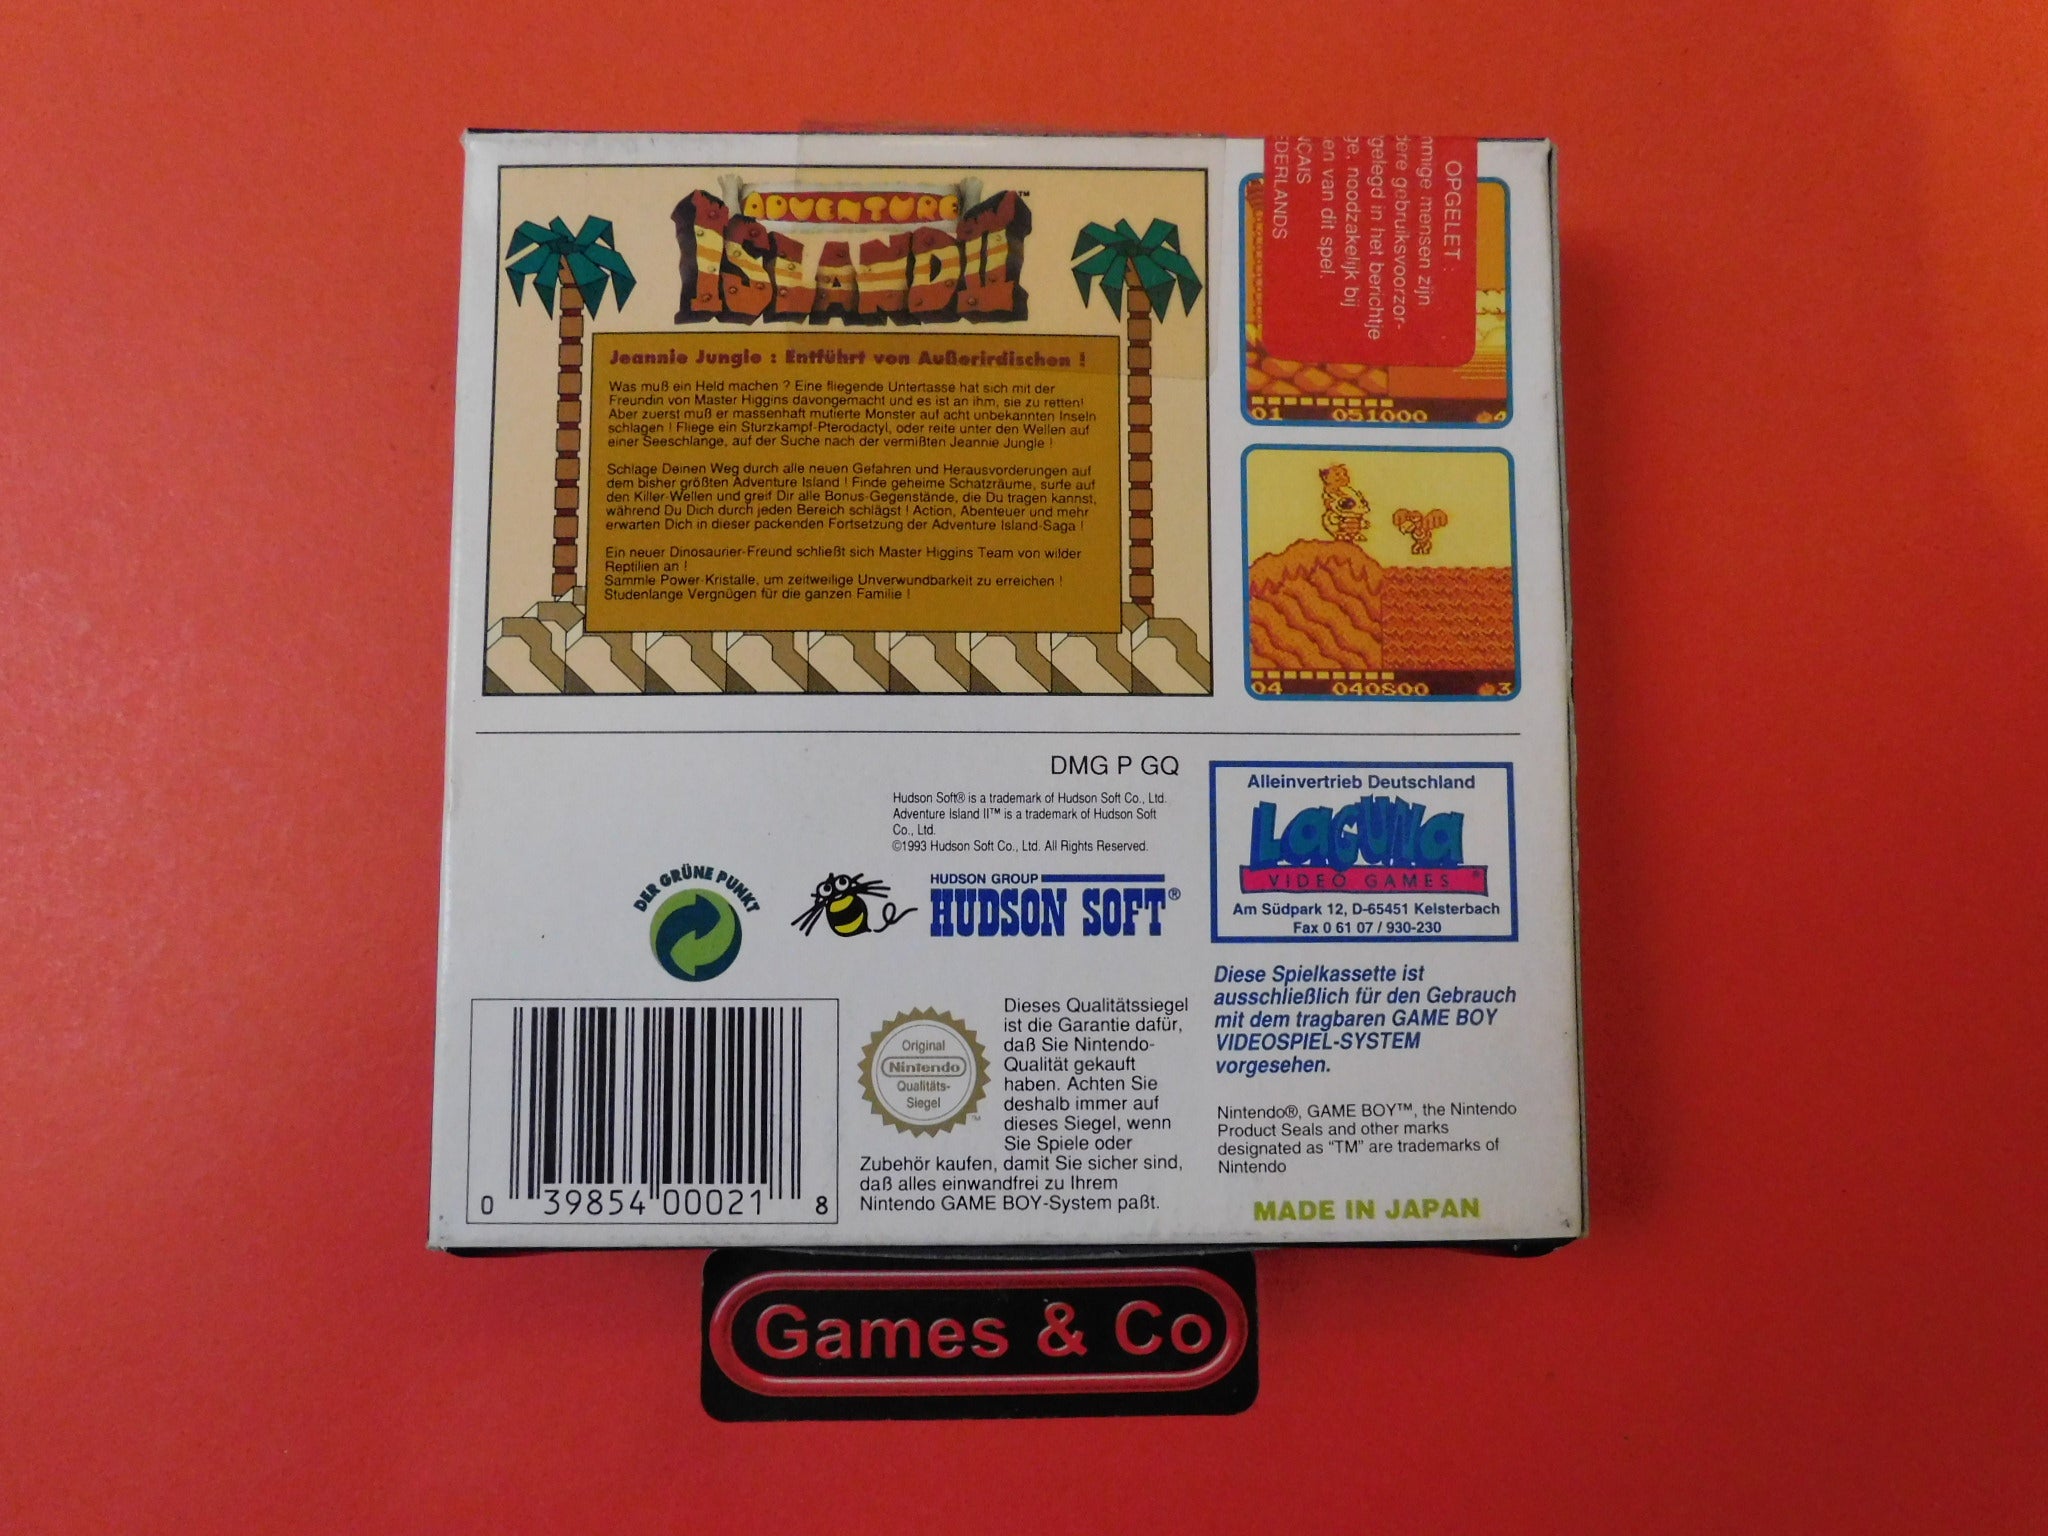 ADVENTURE
ISLAND II™
Jeannie Jungle : Entführt von Außerirdischen !
Was muß ein Held machen ? Eine fliegende Untertasse hat sich mit der
Freundin von Master Higgins davongemacht und es ist an ihm, sie zu retten!
Aber zuerst muß er massenhaft mutierte Monster auf acht unbekannten Inseln
schlagen ! Fliege ein Sturzkampf-Pterodactyl, oder reite unter den Wellen auf
einer Seeschlange, auf der Suche nach der vermißten Jeannie Jungle !
Schlage Deinen Weg durch alle neuen Gefahren und Herausvorderungen auf
dem bisher größten Adventure Island ! Finde geheime Schatzräume, surfe auf
den Killer-Wellen und greif Dir alle Bonus-Gegenstände, die Du tragen kannst,
während Du Dich durch jeden Bereich schlägst ! Action, Abenteuer und mehr
erwarten Dich in dieser packenden Fortsetzung der Adventure Island-Saga !
Ein neuer Dinosaurier-Freund schließt sich Master Higgins Team von wilder
Reptilien an !
Sammle Power-Kristalle, um zeitweilige Unverwundbarkeit zu erreichen !
Studenlange Vergnügen für die ganzen Familie !
OPGELET :
mensen zijn
dere gebruiksvoorzor-
gelegd in het berichtje
noodzakelijk bij
en van dit spel.
01 051000 4
04 040800 3
DMG P GQ
Hudson Soft® is a trademark of Hudson Soft Co., Ltd.
Adventure Island II™ is a trademark of Hudson Soft
Co., Ltd.
©1993 Hudson Soft Co., Ltd. All Rights Reserved.
DER GRÜNE PUNKT
HUDSON GROUP
HUDSON SOFT®
Alleinvertrieb Deutschland
Laguna
VIDEO GAMES ®
Am Südpark 12, D-65451 Kelsterbach
Fax 0 61 07 / 930-230
Diese Spielkassette ist
ausschließlich für den Gebrauch
mit dem tragbaren GAME BOY
VIDEOSPIEL-SYSTEM
vorgesehen.
Nintendo®, GAME BOY™, the Nintendo
Product Seals and other marks
designated as "TM" are trademarks of
Nintendo
MADE IN JAPAN
Original
Nintendo
Qualitäts-
Siegel
™
Dieses Qualitätssiegel
ist die Garantie dafür,
daß Sie Nintendo-
Qualität gekauft
haben. Achten Sie
deshalb immer auf
dieses Siegel, wenn
Sie Spiele oder
Zubehör kaufen, damit Sie sicher sind,
daß alles einwandfrei zu Ihrem
Nintendo GAME BOY-System paßt.
0 39854 00021 8
Games & Co